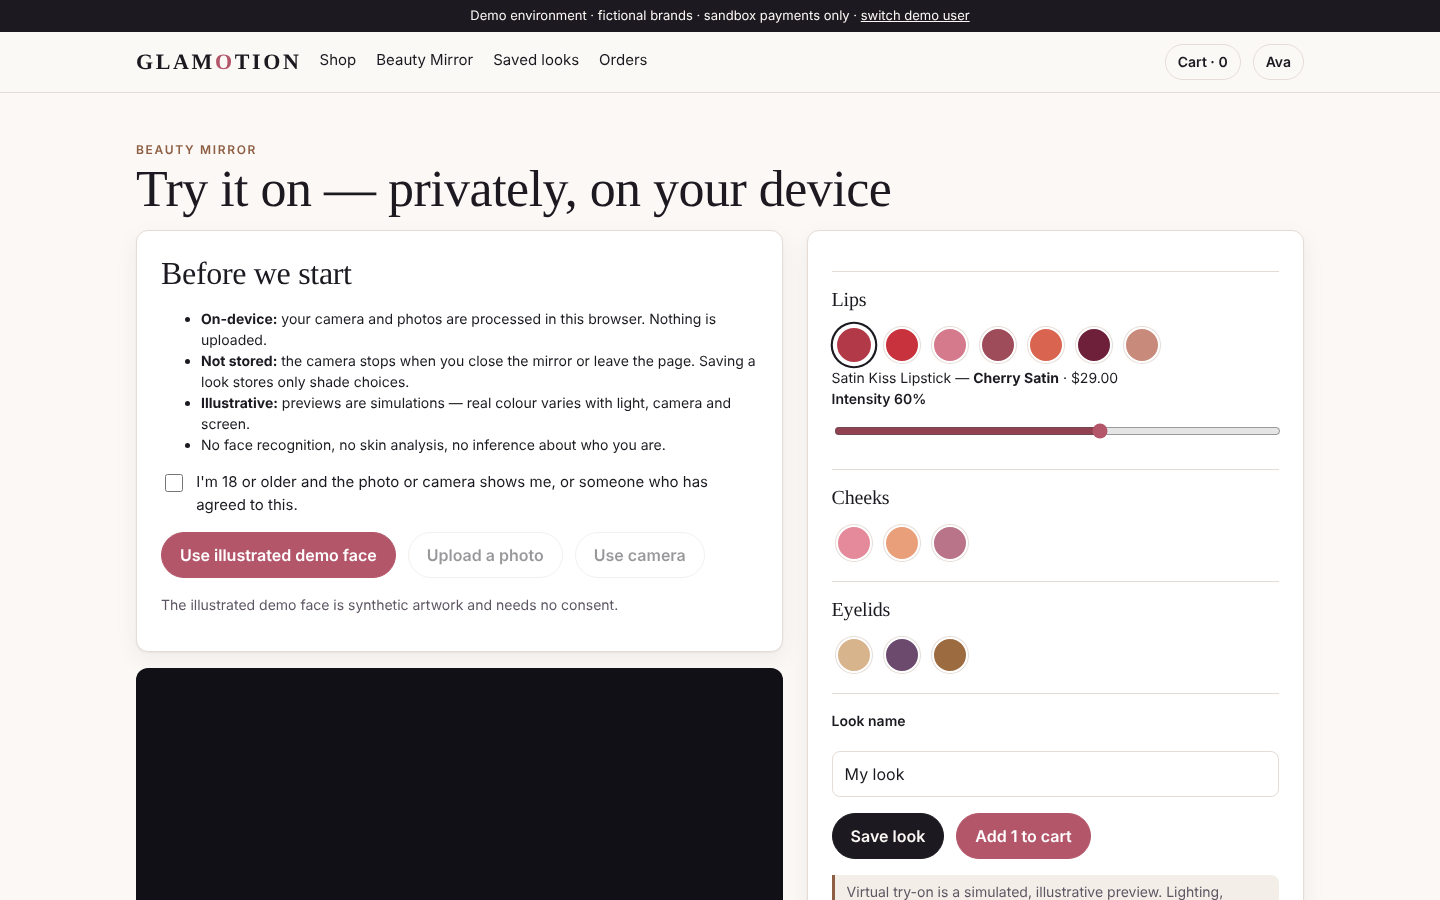 Demo environment · fictional brands · sandbox payments only · switch demo user
GLAMOTION
Shop
Beauty Mirror
Saved looks
Orders
Cart · 0
Ava
BEAUTY MIRROR
Try it on — privately, on your device
Before we start
On-device: your camera and photos are processed in this browser. Nothing is
uploaded.
Not stored: the camera stops when you close the mirror or leave the page. Saving a
look stores only shade choices.
Illustrative: previews are simulations — real colour varies with light, camera and
screen.
No face recognition, no skin analysis, no inference about who you are.
I'm 18 or older and the photo or camera shows me, or someone who has
agreed to this.
Use illustrated demo face
Upload a photo
Use camera
The illustrated demo face is synthetic artwork and needs no consent.
Lips
Satin Kiss Lipstick — Cherry Satin · $29.00
Intensity 60%
Cheeks
Eyelids
Look name
My look
Save look
Add 1 to cart
Virtual try-on is a simulated, illustrative preview. Lighting,